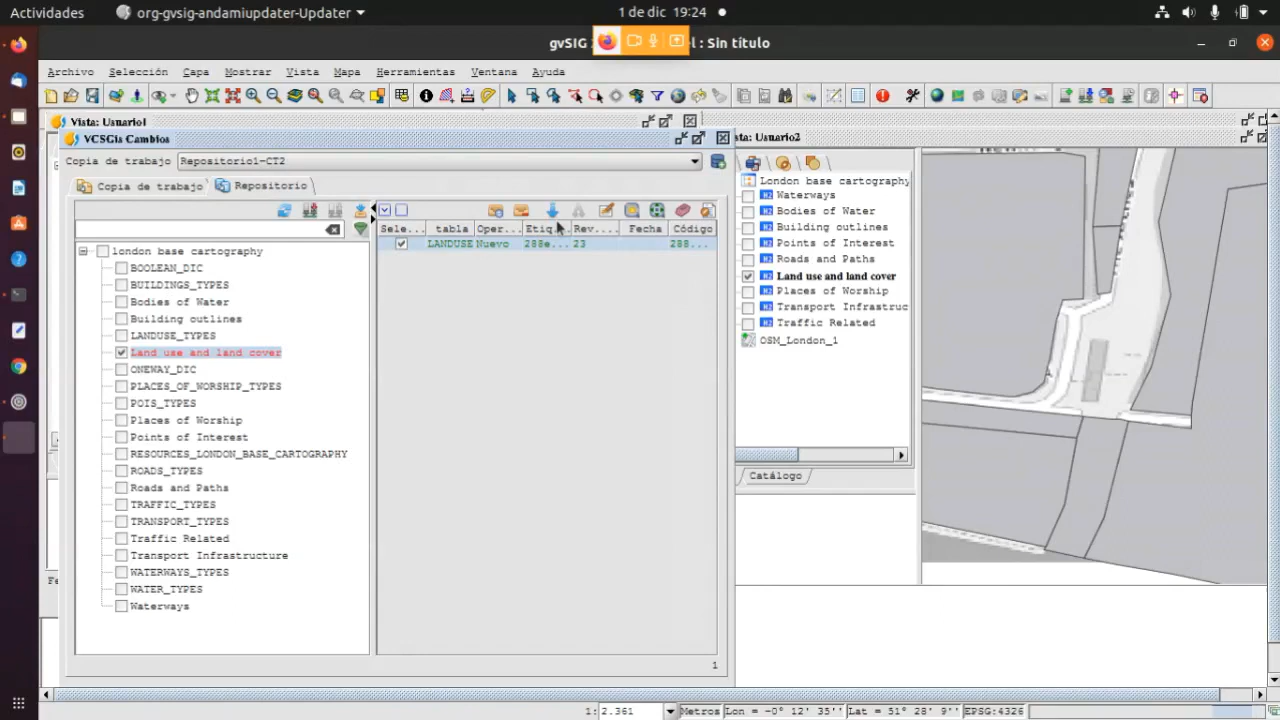 Actividades
org-gvsig-andamiupdater-Updater
1 de dic 19:24
gvSIG
el : Sin título
Archivo Selección Capa Mostrar Vista Mapa Herramientas Ventana Ayuda
Vista: Usuario1
VCSGis Cambios
Copia de trabajo Repositorio1-CT2
Copia de trabajo Repositorio
london base cartography
BOOLEAN_DIC
BUILDINGS_TYPES
Bodies of Water
Building outlines
LANDUSE_TYPES
Land use and land cover
ONEWAY_DIC
PLACES_OF_WORSHIP_TYPES
POIS_TYPES
Places of Worship
Points of Interest
RESOURCES_LONDON_BASE_CARTOGRAPHY
ROADS_TYPES
Roads and Paths
TRAFFIC_TYPES
TRANSPORT_TYPES
Traffic Related
Transport Infrastructure
WATERWAYS_TYPES
WATER_TYPES
Waterways
Sele... tabla Oper... Etiq... Rev... Fecha Código
LANDUSE Nuevo 288e... 23 288...
1
sta: Usuario2
London base cartography
Waterways
Bodies of Water
Building outlines
Points of Interest
Roads and Paths
Land use and land cover
Places of Worship
Transport Infrastruc
Traffic Related
OSM_London_1
Catálogo
Fe
1: 2.361 Metros Lon = -0° 12' 35'' Lat = 51° 28' 9'' EPSG:4326